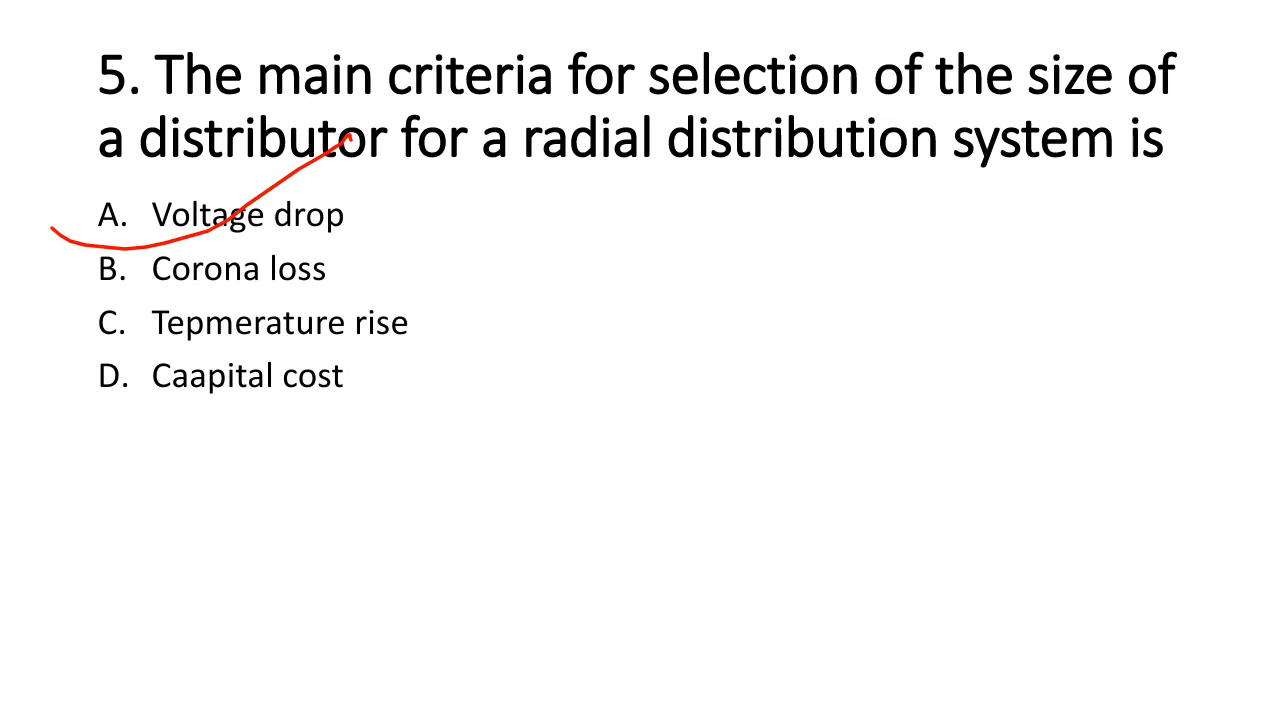 5. The main criteria for selection of the size of
a distributor for a radial distribution system is
A. Voltage drop
B. Corona loss
C. Tepmerature rise
D. Caapital cost